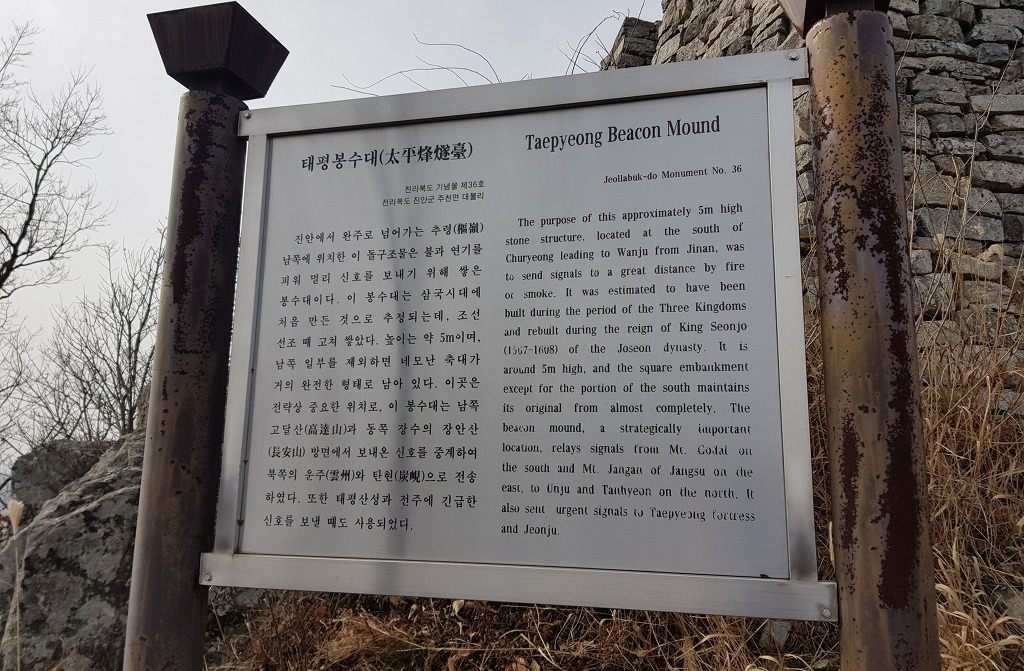 태평봉수대(太平烽燧臺)
전라북도 기념물 제36호
전라북도 진안군 주천면 대불리
진안에서 완주로 넘어가는 추령(樞嶺)
남쪽에 위치한 이 돌구조물은 불과 연기를
피워 멀리 신호를 보내기 위해 쌓은
봉수대이다. 이 봉수대는 삼국시대에
처음 만든 것으로 추정되는데, 조선
선조 때 고쳐 쌓았다. 높이는 약 5m이며,
남쪽 일부를 제외하면 네모난 축대가
거의 완전한 형태로 남아 있다. 이곳은
전략상 중요한 위치로, 이 봉수대는 남쪽
고달산(高達山)과 동쪽 장수의 장안산
(長安山) 방면에서 보내온 신호를 중계하여
북쪽의 운주(雲州)와 탄현(炭峴)으로 전송
하였다. 또한 태평산성과 전주에 긴급한
신호를 보낼 때도 사용되었다.
Taepyeong Beacon Mound
Jeollabuk-do Monument No. 36
The purpose of this approximately 5m high
stone structure, located at the south of
Churyeong leading to Wanju from Jinan, was
to send signals to a great distance by fire
or smoke. It was estimated to have been
built during the period of the Three Kingdoms
and rebuilt during the reign of King Seonjo
(1567-1608) of the Joseon dynasty. It is
around 5m high, and the square embankment
except for the portion of the south maintains
its original from almost completely. The
beacon mound, a strategically important
location, relays signals from Mt. Godal on
the south and Mt. Jangan of Jangsu on the
east, to Unju and Tanhyeon on the north. It
also sent urgent signals to Taepyeong fortress
and Jeonju.